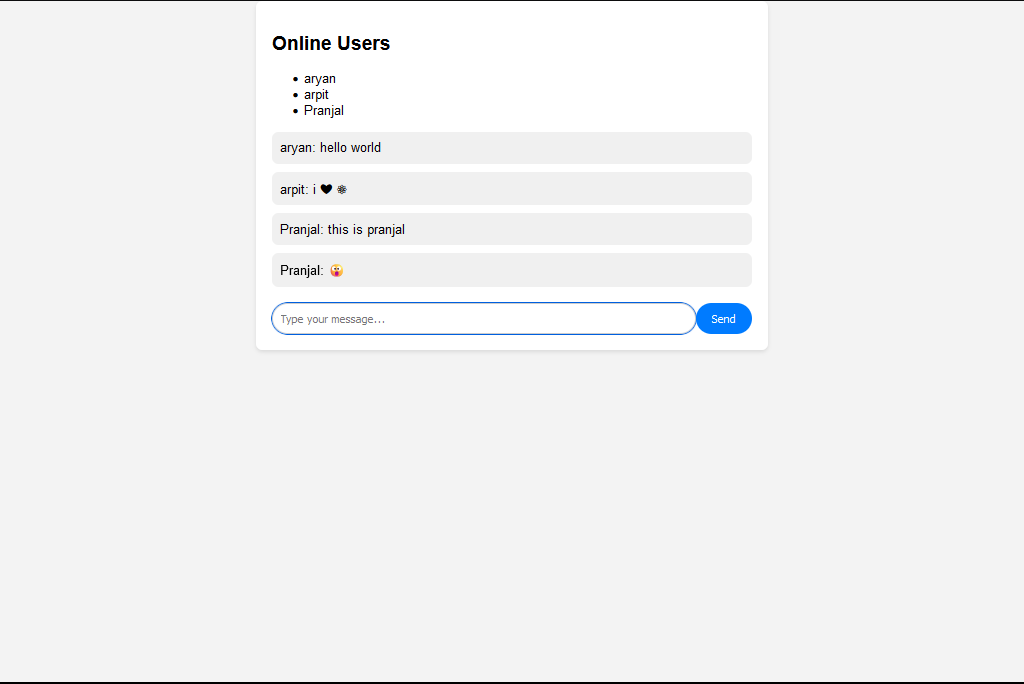 Online Users
• aryan
• arpit
• Pranjal
aryan: hello world
arpit: i ❤ ⚛
Pranjal: this is pranjal
Pranjal: 😲
Type your message...
Send